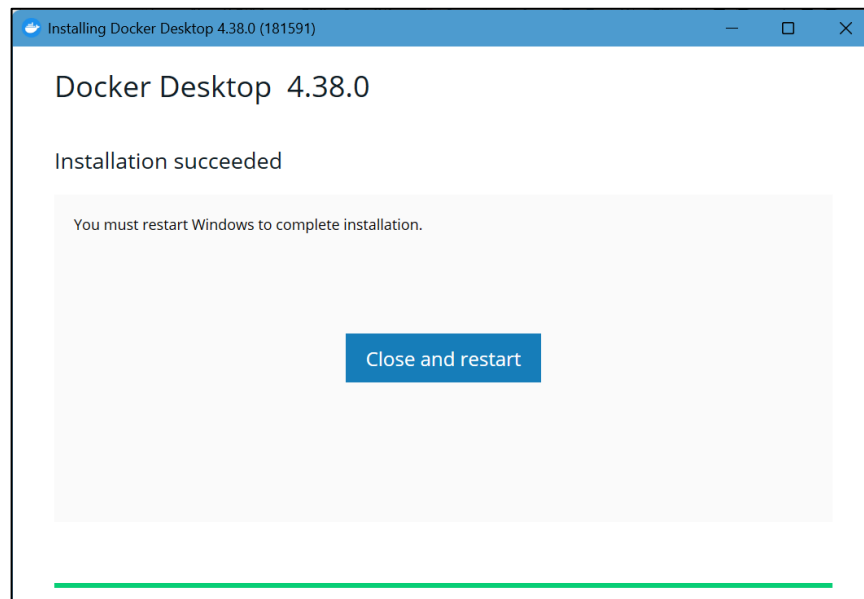 Installing Docker Desktop 4.38.0 (181591)
Docker Desktop 4.38.0
Installation succeeded
You must restart Windows to complete installation.
Close and restart